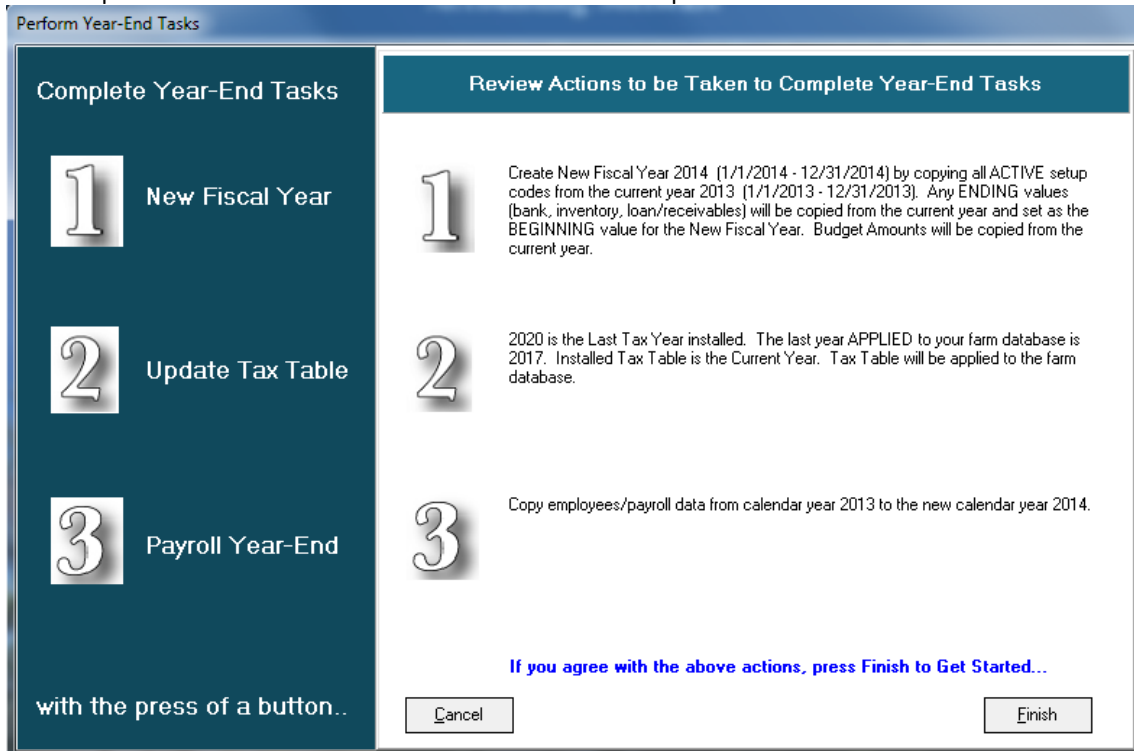 Perform Year-End Tasks
Complete Year-End Tasks
1 New Fiscal Year
2 Update Tax Table
3 Payroll Year-End
with the press of a button..
Review Actions to be Taken to Complete Year-End Tasks
1
Create New Fiscal Year 2014 (1/1/2014 - 12/31/2014) by copying all ACTIVE setup
codes from the current year 2013 (1/1/2013 - 12/31/2013). Any ENDING values
(bank, inventory, loan/receivables) will be copied from the current year and set as the
BEGINNING value for the New Fiscal Year. Budget Amounts will be copied from the
current year.
2
2020 is the Last Tax Year installed. The last year APPLIED to your farm database is
2017. Installed Tax Table is the Current Year. Tax Table will be applied to the farm
database.
3
Copy employees/payroll data from calendar year 2013 to the new calendar year 2014.
If you agree with the above actions, press Finish to Get Started...
Cancel
Finish